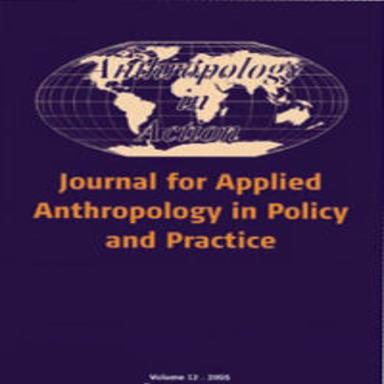 Anthropology
in
Action
Journal for Applied
Anthropology in Policy
and Practice
Volume 12 . 2005